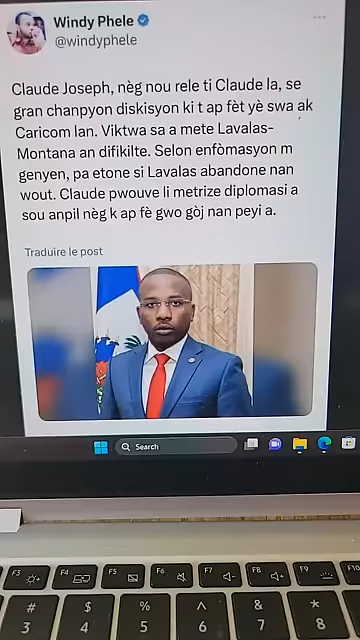 Windy Phele
@windyphele
Claude Joseph, nèg nou rele ti Claude la, se
gran chanpyon diskisyon ki t ap fèt yè swa ak
Caricom lan. Viktwa sa a mete Lavalas-
Montana an difikilte. Selon enfòmasyon m
genyen, pa etone si Lavalas abandone nan
wout. Claude pwouve li metrize diplomasi a
sou anpil nèg k ap fè gwo gòj nan peyi a.
Traduire le post
Search
F3 F4 F5 F6 F7 F8 F9 F10
# $ % ^ & *
3 4 5 6 7 8